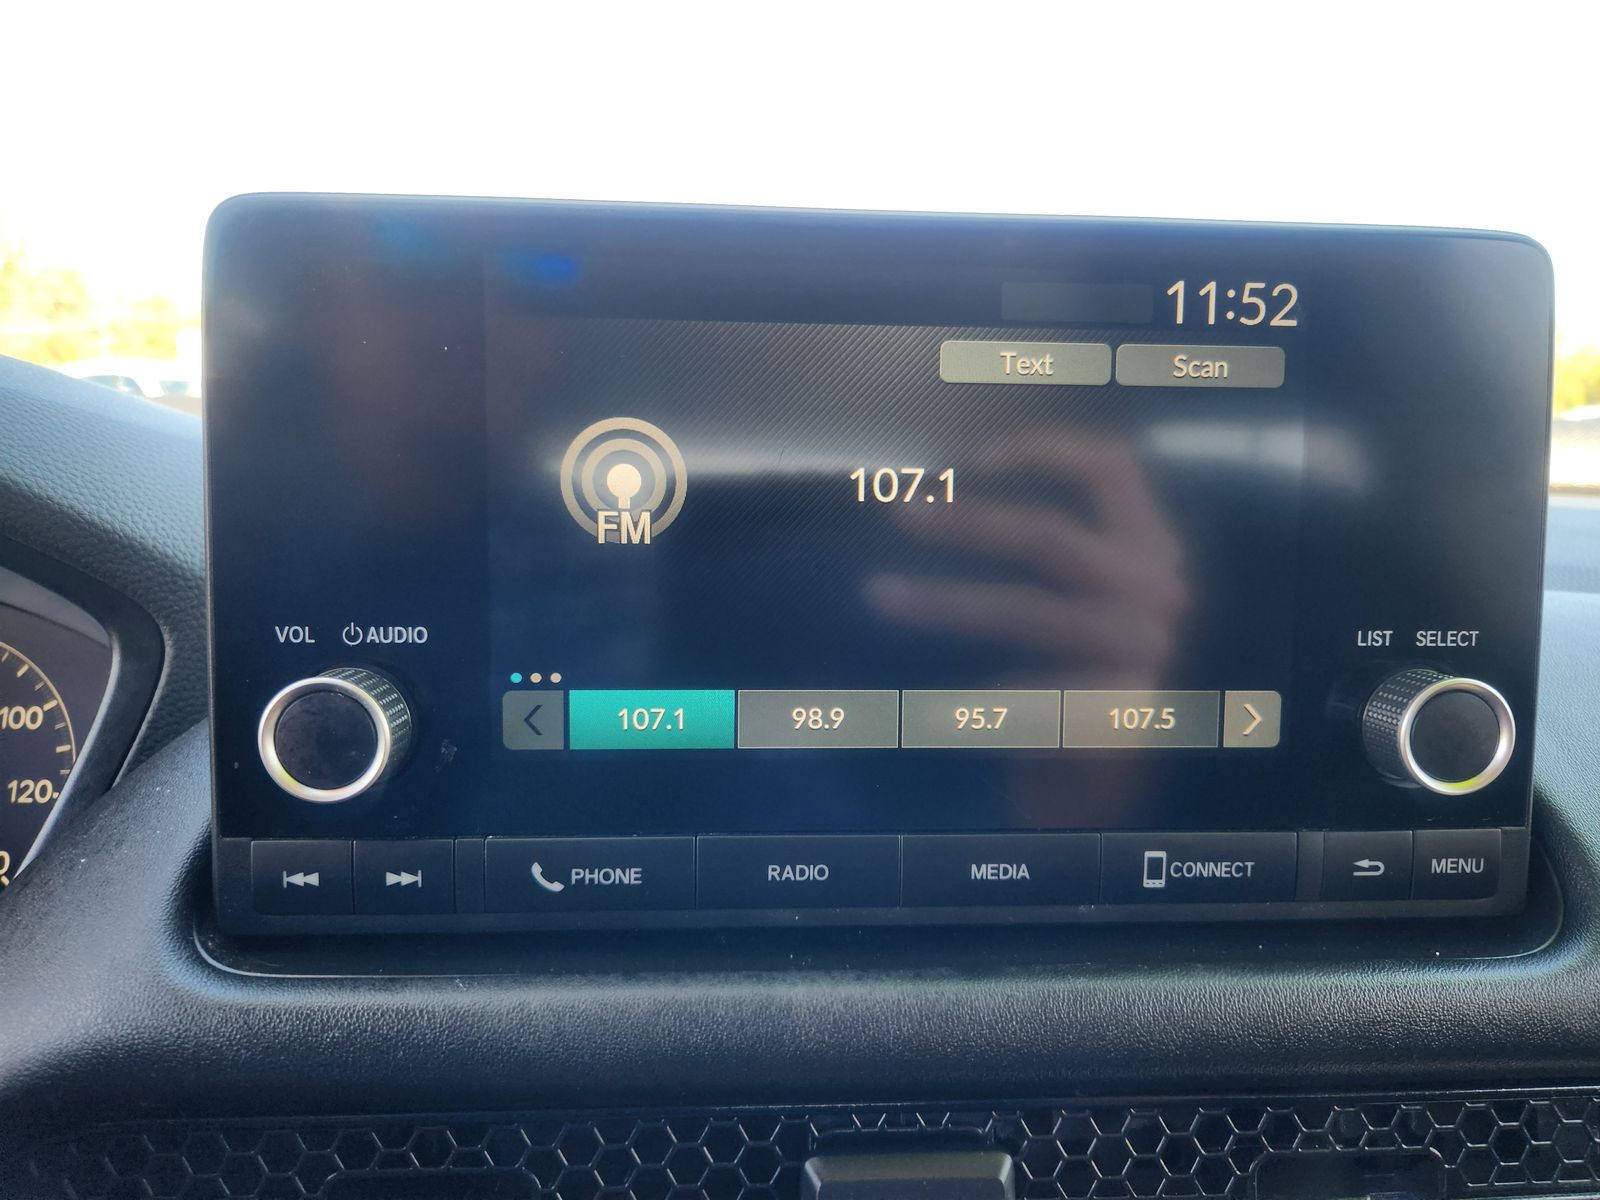 11:52
Text Scan
FM
107.1
VOL AUDIO
LIST SELECT
107.1 98.9 95.7 107.5
100
120
PHONE RADIO MEDIA CONNECT MENU